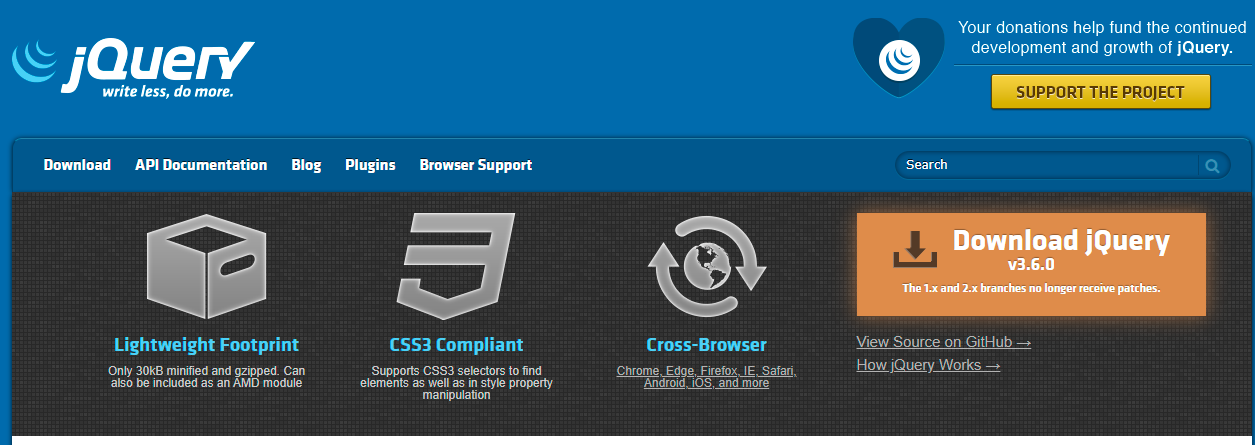 jQuery
write less, do more.
Your donations help fund the continued
development and growth of jQuery.
SUPPORT THE PROJECT
Download API Documentation Blog Plugins Browser Support
Search
Lightweight Footprint
Only 30kB minified and gzipped. Can
also be included as an AMD module
CSS3 Compliant
Supports CSS3 selectors to find
elements as well as in style property
manipulation
Cross-Browser
Chrome, Edge, Firefox, IE, Safari,
Android, iOS, and more
Download jQuery
v3.6.0
The 1.x and 2.x branches no longer receive patches.
View Source on GitHub →
How jQuery Works →